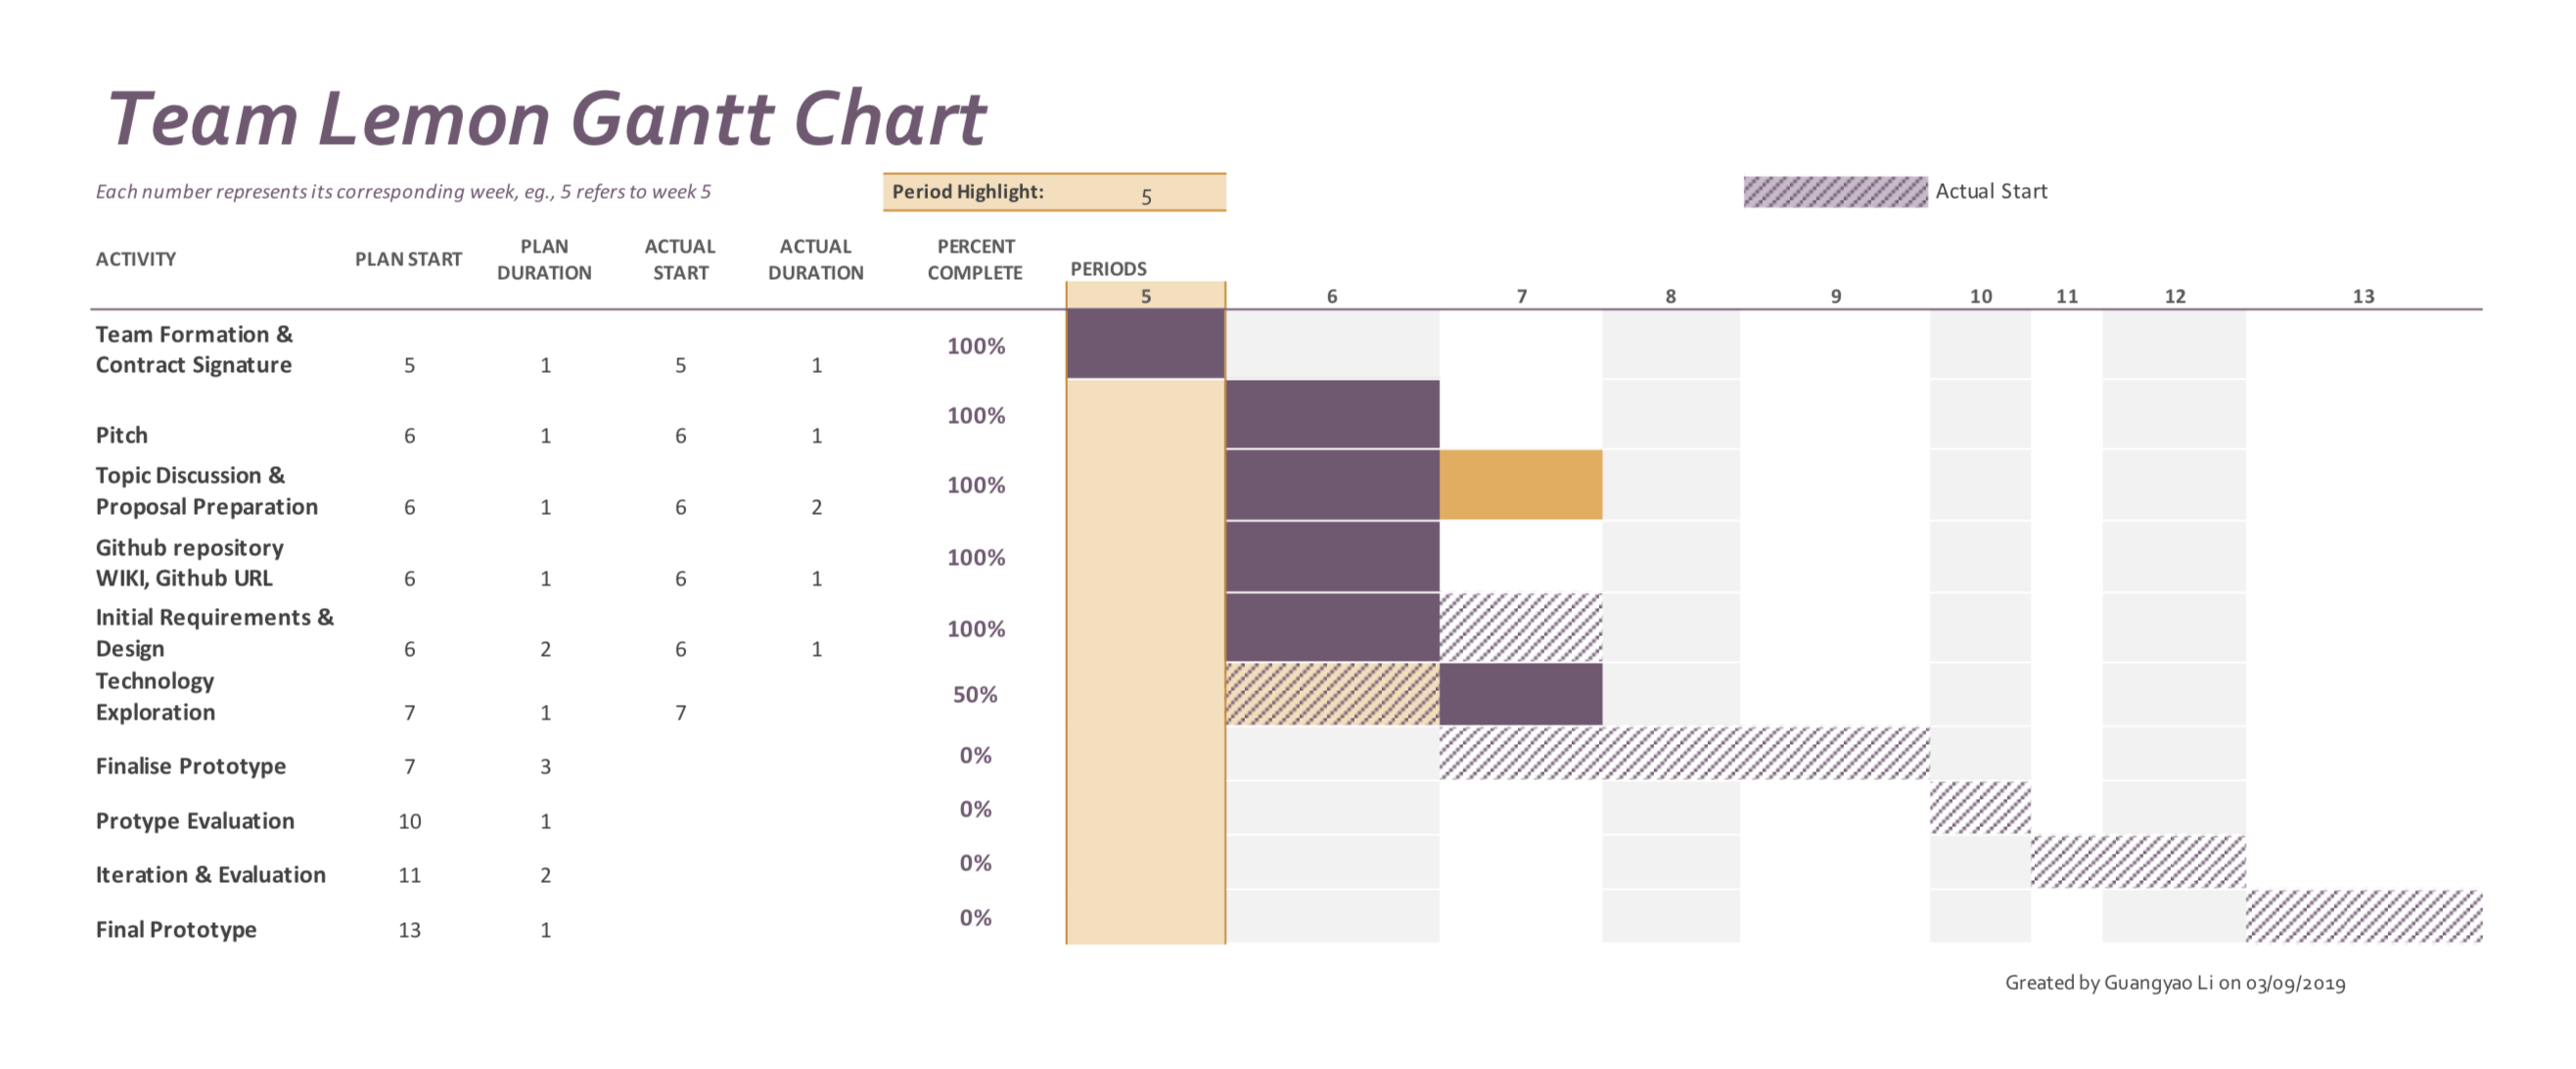 Team Lemon Gantt Chart
Each number represents its corresponding week, eg., 5 refers to week 5
Period Highlight: 5
Actual Start
ACTIVITY PLAN START PLAN DURATION ACTUAL START ACTUAL DURATION PERCENT COMPLETE PERIODS
5 6 7 8 9 10 11 12 13
Team Formation &
Contract Signature 5 1 5 1 100%
Pitch 6 1 6 1 100%
Topic Discussion &
Proposal Preparation 6 1 6 2 100%
Github repository
WIKI, Github URL 6 1 6 1 100%
Initial Requirements &
Design 6 2 6 1 100%
Technology
Exploration 7 1 7 50%
Finalise Prototype 7 3 0%
Protype Evaluation 10 1 0%
Iteration & Evaluation 11 2 0%
Final Prototype 13 1 0%
Greated by Guangyao Li on 03/09/2019